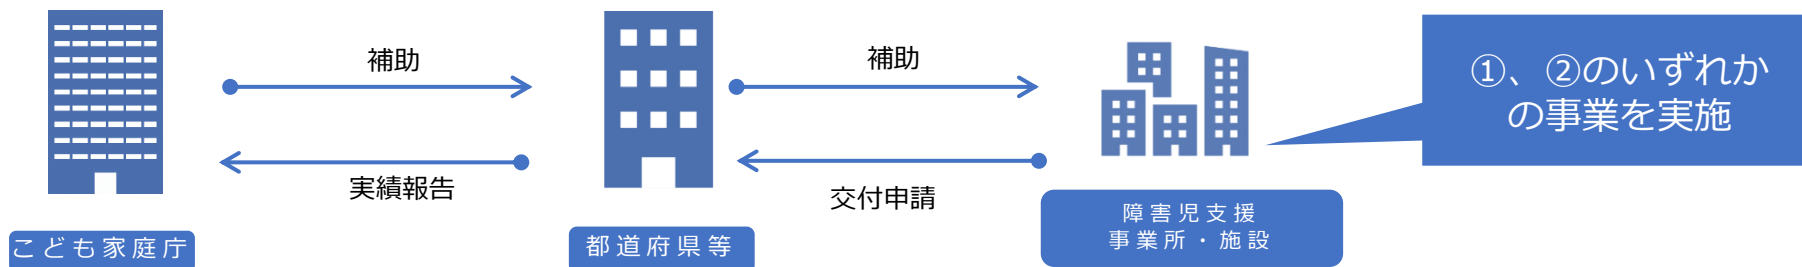 補助
実績報告
こども家庭庁
補助
交付申請
都道府県等
障害児支援
事業所・施設
①、②のいずれか
の事業を実施